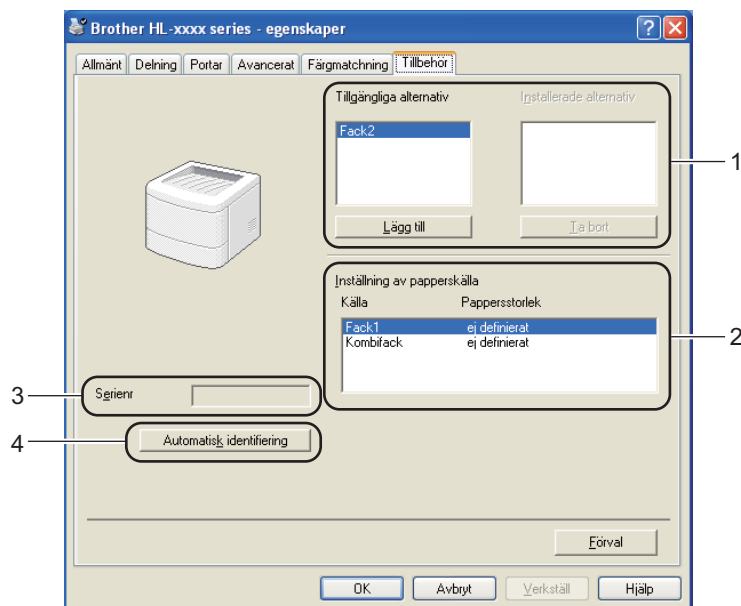 Brother HL-xxxx series - egenskaper
Allmänt Delning Portar Avancerat Färgmatchning Tillbehör
Tillgängliga alternativ Installerade alternativ
Fack2
1
Lägg till Ta bort
Inställning av papperskälla
Källa Pappersstorlek
Fack1 ej definierat
Kombifack ej definierat
2
3 Serienr
4 Automatisk identifiering
Förval
OK Avbryt Verkställ Hjälp